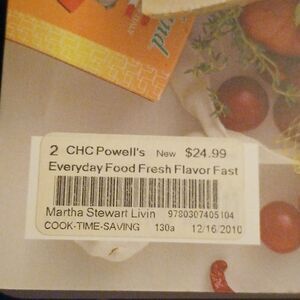 2 CHC Powell's New $24.99
Everyday Food Fresh Flavor Fast
Martha Stewart Livin 9780307405104
COOK-TIME-SAVING 130a 12/16/2010